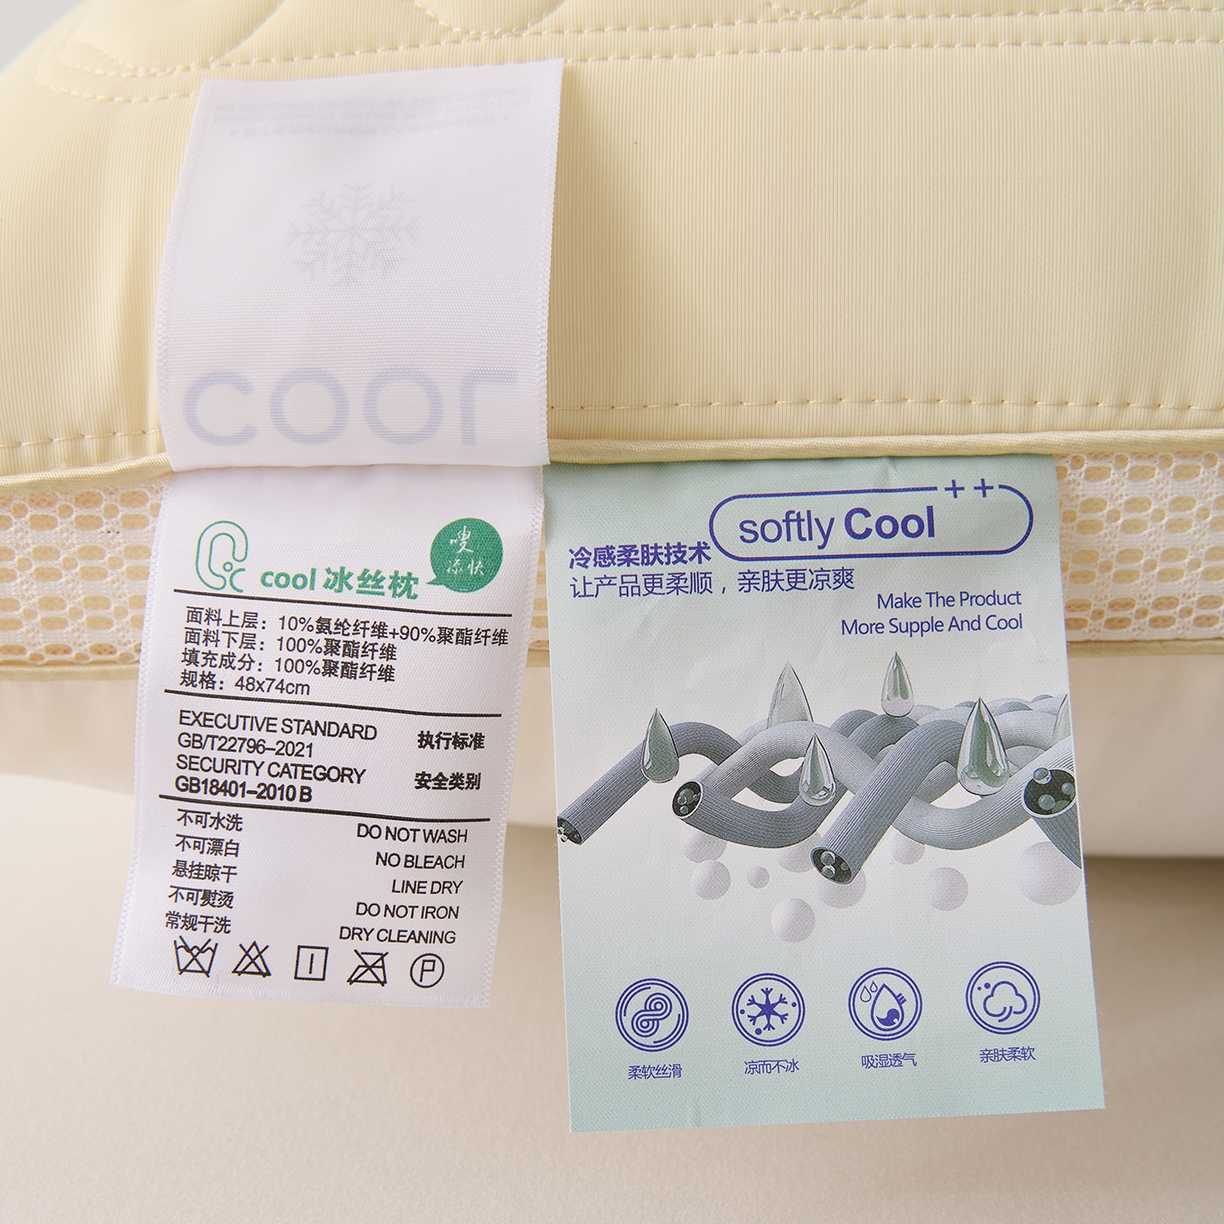 COOL
cool 冰丝枕
嗖
凉快
面料上层：10%氨纶纤维+90%聚酯纤维
面料下层：100%聚酯纤维
填充成分：100%聚酯纤维
规格：48x74cm
EXECUTIVE STANDARD 执行标准
GB/T22796-2021
SECURITY CATEGORY 安全类别
GB18401-2010 B
不可水洗 DO NOT WASH
不可漂白 NO BLEACH
悬挂晾干 LINE DRY
不可熨烫 DO NOT IRON
常规干洗 DRY CLEANING
P
softly Cool ++
冷感柔肤技术
让产品更柔顺，亲肤更凉爽
Make The Product
More Supple And Cool
柔软丝滑 凉而不冰 吸湿透气 亲肤柔软